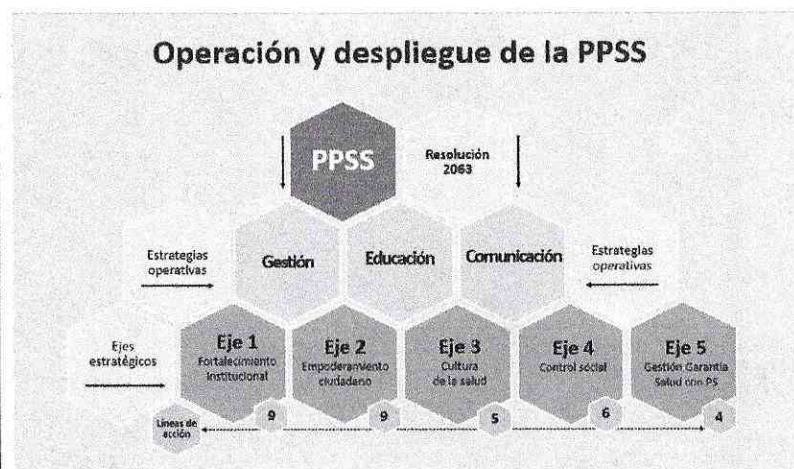 Operación y despliegue de la PPSS
PPSS
Resolución
2063
Estrategias
operativas
Gestión
Educación
Comunicación
Estrategias
operativas
Ejes
estratégicos
Eje 1
Fortalecimiento
Institucional
Eje 2
Empoderamiento
ciudadano
Eje 3
Cultura
de la salud
Eje 4
Control social
Eje 5
Gestión Garantía
Salud con PS
Líneas de
acción
9
9
5
6
4